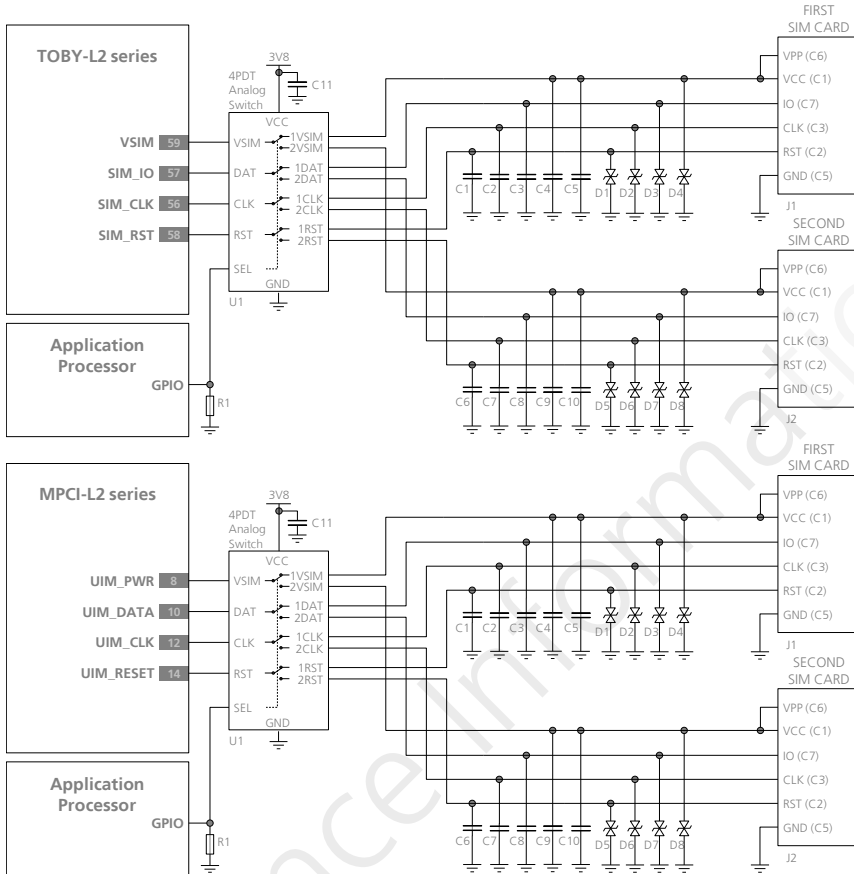 TOBY-L2 series
VSIM 59
SIM_IO 57
SIM_CLK 56
SIM_RST 58
Application
Processor
GPIO
R1
3V8
C11
4PDT
Analog
Switch
VCC
VSIM
1VSIM
2VSIM
DAT
1DAT
2DAT
CLK
1CLK
2CLK
RST
1RST
2RST
SEL
GND
U1
C1 C2 C3 C4 C5 D1 D2 D3 D4
FIRST
SIM CARD
VPP (C6)
VCC (C1)
IO (C7)
CLK (C3)
RST (C2)
GND (C5)
J1
C6 C7 C8 C9 C10 D5 D6 D7 D8
SECOND
SIM CARD
VPP (C6)
VCC (C1)
IO (C7)
CLK (C3)
RST (C2)
GND (C5)
J2
MPCI-L2 series
UIM_PWR 8
UIM_DATA 10
UIM_CLK 12
UIM_RESET 14
Application
Processor
GPIO
R1
3V8
C11
4PDT
Analog
Switch
VCC
VSIM
1VSIM
2VSIM
DAT
1DAT
2DAT
CLK
1CLK
2CLK
RST
1RST
2RST
SEL
GND
U1
C1 C2 C3 C4 C5 D1 D2 D3 D4
FIRST
SIM CARD
VPP (C6)
VCC (C1)
IO (C7)
CLK (C3)
RST (C2)
GND (C5)
J1
C6 C7 C8 C9 C10 D5 D6 D7 D8
SECOND
SIM CARD
VPP (C6)
VCC (C1)
IO (C7)
CLK (C3)
RST (C2)
GND (C5)
J2